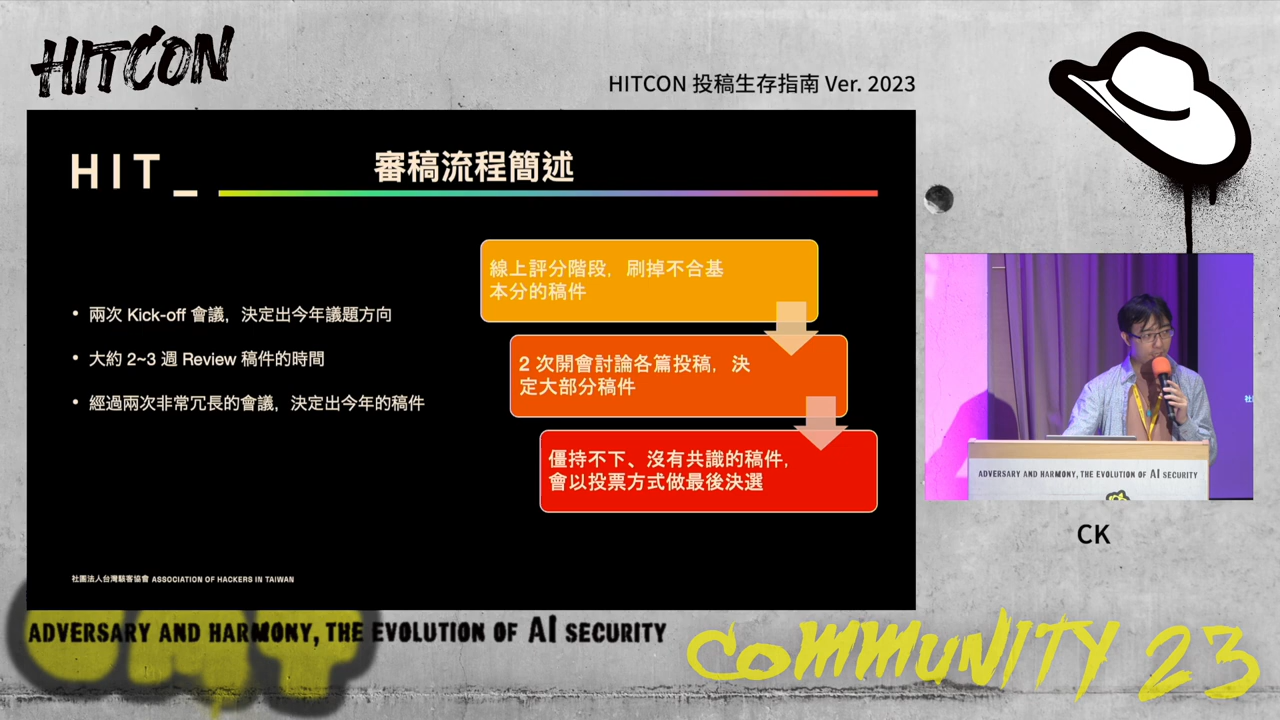 HITCON
HITCON 投稿生存指南 Ver. 2023
HIT_
審稿流程簡述
• 兩次 Kick-off 會議，決定出今年議題方向
• 大約 2~3 週 Review 稿件的時間
• 經過兩次非常冗長的會議，決定出今年的稿件
線上評分階段，刷掉不合基
本分的稿件
2 次開會討論各篇投稿，決
定大部分稿件
僵持不下、沒有共識的稿件，
會以投票方式做最後決選
社團法人台灣駭客協會 ASSOCIATION OF HACKERS IN TAIWAN
ADVERSARY AND HARMONY, THE EVOLUTION OF AI SECURITY
CK
ADVERSARY AND HARMONY, THE EVOLUTION OF AI SECURITY
COMMUNITY 23